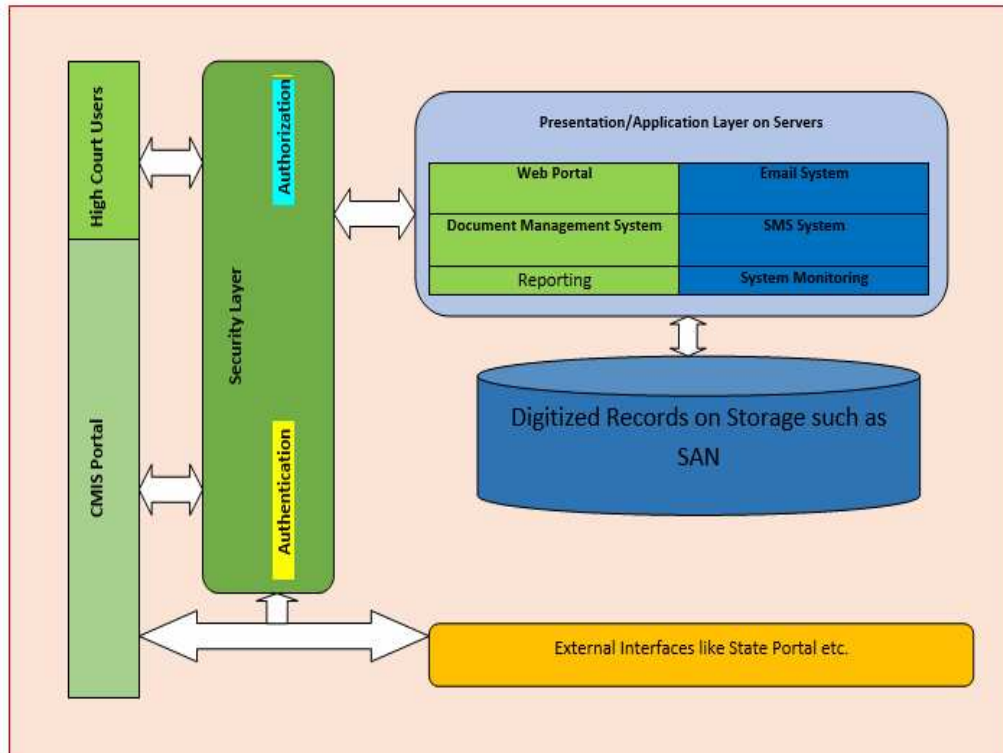 High Court Users
CMIS Portal
Security Layer
Authorization
Authentication
Presentation/Application Layer on Servers
Web Portal
Email System
Document Management System
SMS System
Reporting
System Monitoring
Digitized Records on Storage such as
SAN
External Interfaces like State Portal etc.